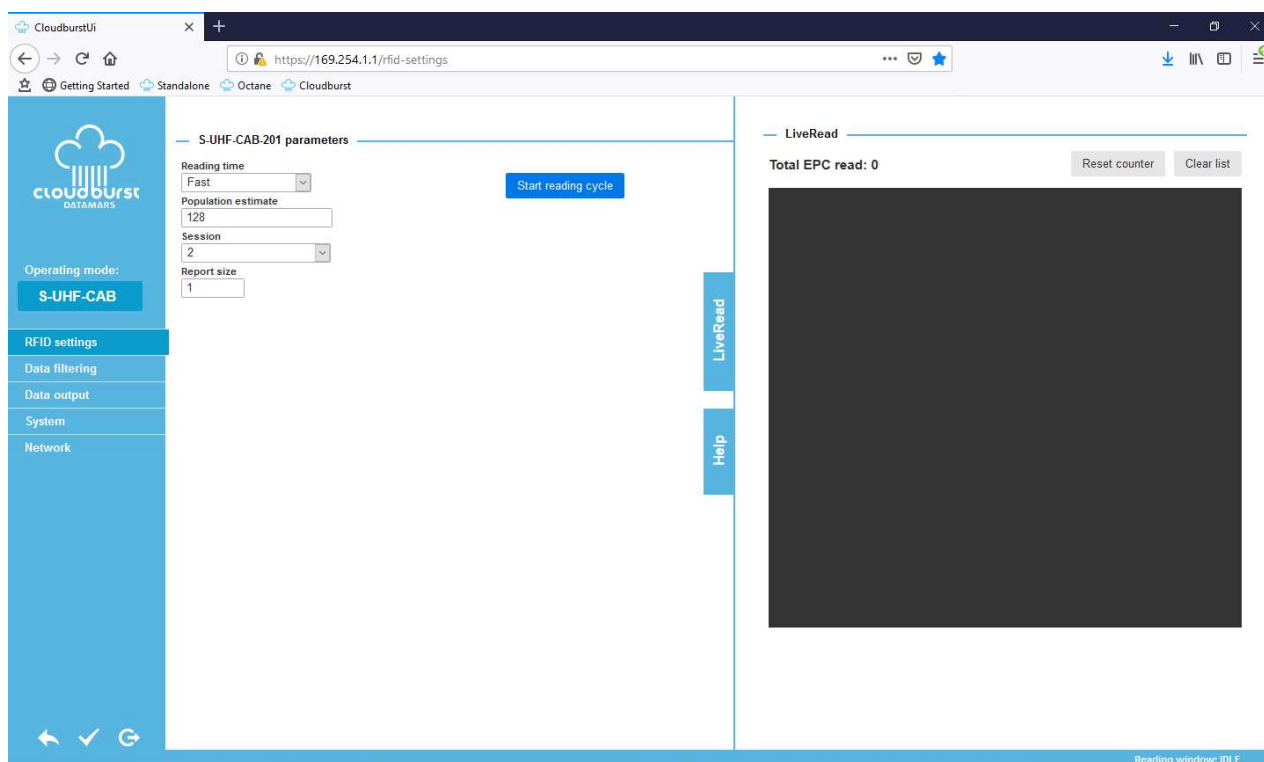 CloudburstUi
https://169.254.1.1/rfid-settings
Getting Started Standalone Octane Cloudburst
cloudburst
DATAMARS
Operating mode:
S-UHF-CAB
RFID settings
Data filtering
Data output
System
Network
S-UHF-CAB-201 parameters
Reading time
Fast
Start reading cycle
Population estimate
128
Session
2
Report size
1
LiveRead
Help
LiveRead
Total EPC read: 0
Reset counter
Clear list
Reading window: IDLE